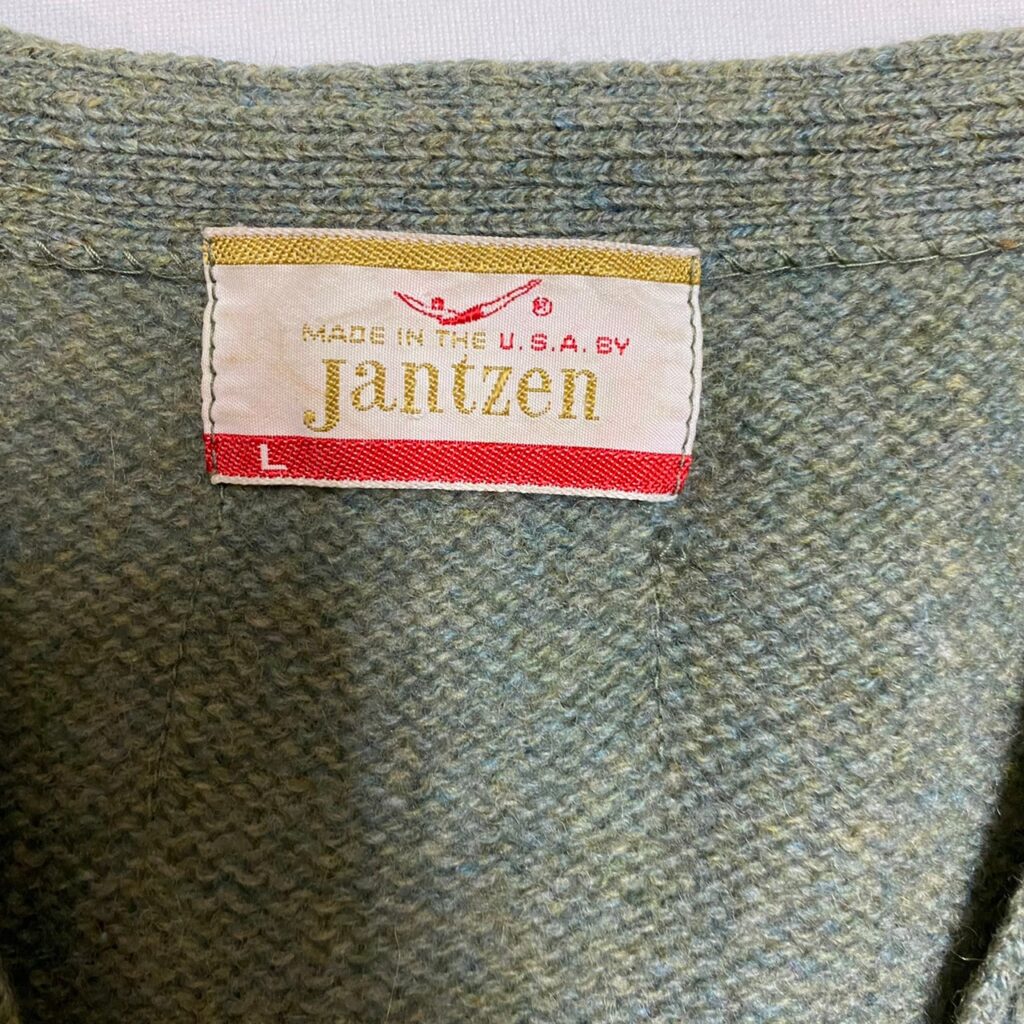 ®
MADE IN THE U.S.A. BY
Jantzen
L